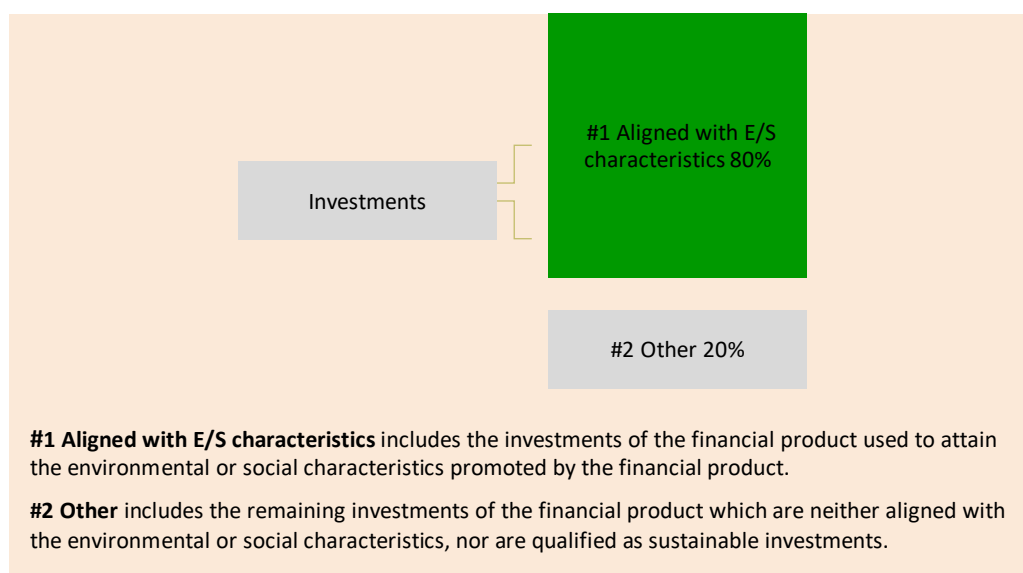 #1 Aligned with E/S
characteristics 80%
Investments
#2 Other 20%
#1 Aligned with E/S characteristics includes the investments of the financial product used to attain
the environmental or social characteristics promoted by the financial product.
#2 Other includes the remaining investments of the financial product which are neither aligned with
the environmental or social characteristics, nor are qualified as sustainable investments.